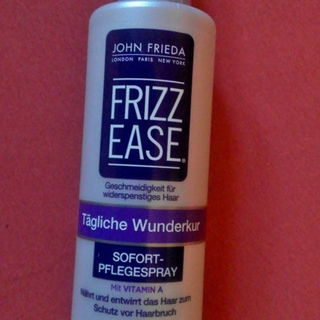 JOHN FRIEDA
LONDON PARIS NEW YORK
FRIZZ
EASE®
Geschmeidigkeit für
widerspenstiges Haar
Tägliche Wunderkur
SOFORT-
PFLEGESPRAY
Mit VITAMIN A
Nährt und entwirrt das Haar zum
Schutz vor Haarbruch